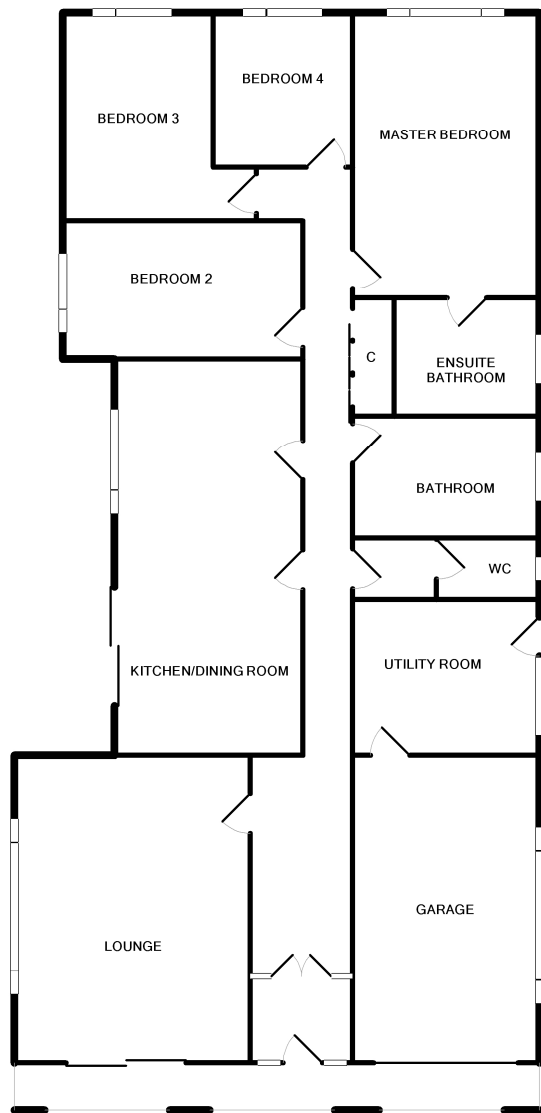 BEDROOM 4
BEDROOM 3
MASTER BEDROOM
BEDROOM 2
C
ENSUITE
BATHROOM
BATHROOM
WC
UTILITY ROOM
KITCHEN/DINING ROOM
GARAGE
LOUNGE